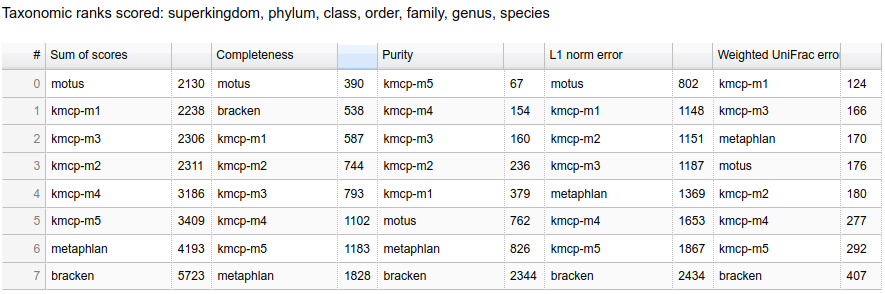 Taxonomic ranks scored: superkingdom, phylum, class, order, family, genus, species
# Sum of scores Completeness Purity L1 norm error Weighted UniFrac erro
0 motus 2130 motus 390 kmcp-m5 67 motus 802 kmcp-m1 124
1 kmcp-m1 2238 bracken 538 kmcp-m4 154 kmcp-m1 1148 kmcp-m3 166
2 kmcp-m3 2306 kmcp-m1 587 kmcp-m3 160 kmcp-m2 1151 metaphlan 170
3 kmcp-m2 2311 kmcp-m2 744 kmcp-m2 236 kmcp-m3 1187 motus 176
4 kmcp-m4 3186 kmcp-m3 793 kmcp-m1 379 metaphlan 1369 kmcp-m2 180
5 kmcp-m5 3409 kmcp-m4 1102 motus 762 kmcp-m4 1653 kmcp-m4 277
6 metaphlan 4193 kmcp-m5 1183 metaphlan 826 kmcp-m5 1867 kmcp-m5 292
7 bracken 5723 metaphlan 1828 bracken 2344 bracken 2434 bracken 407